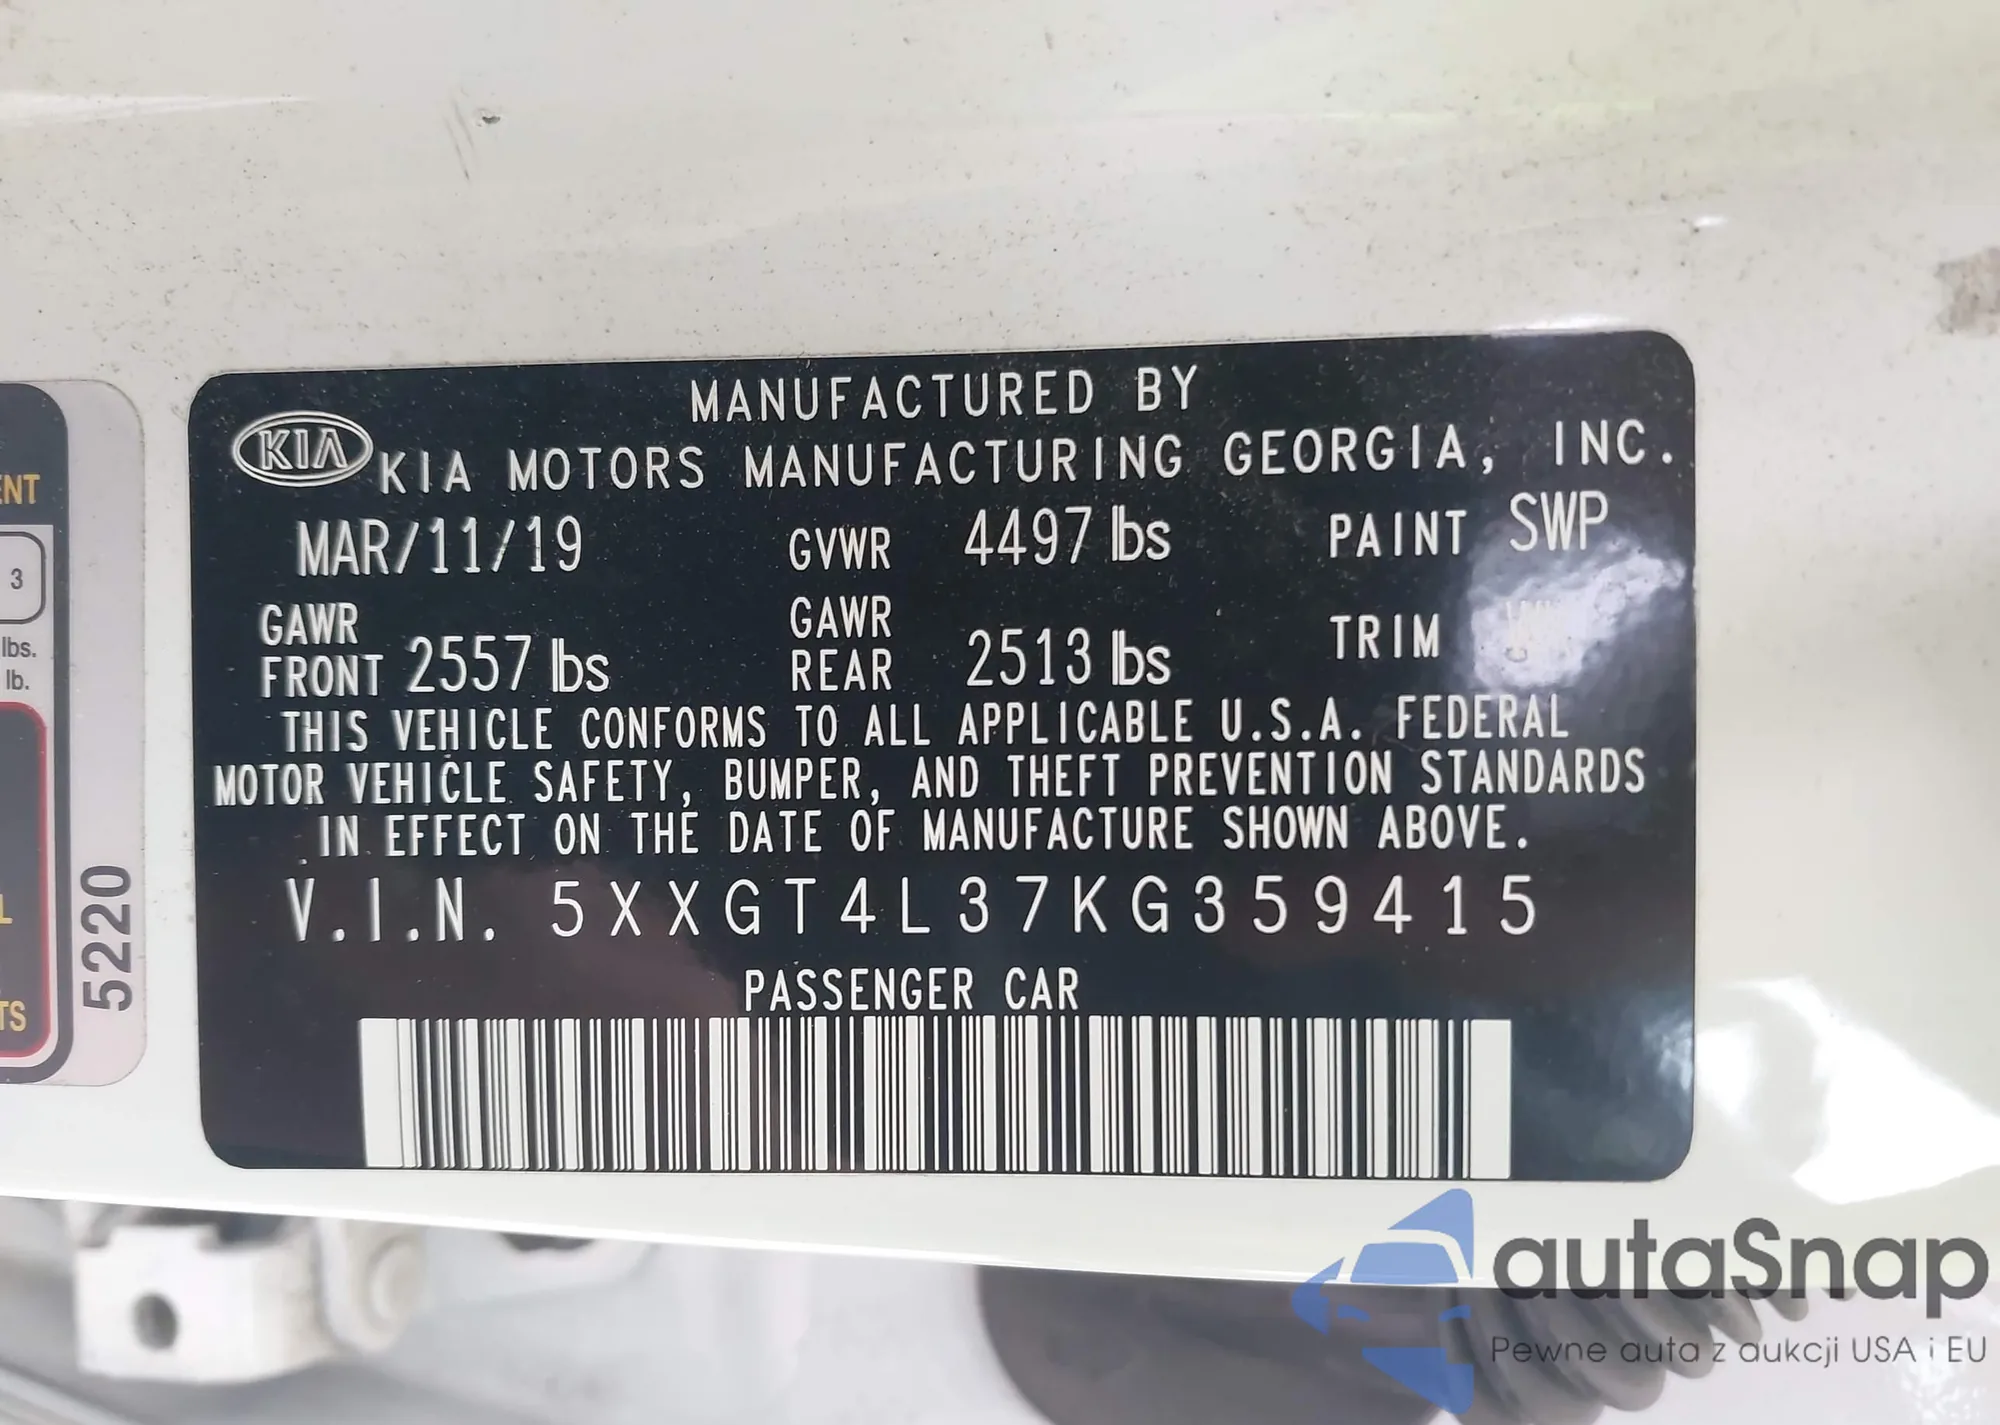 MANUFACTURED BY
KIA KIA MOTORS MANUFACTURING GEORGIA, INC.
MAR/11/19 GVWR 4497 lbs PAINT SWP
GAWR FRONT 2557 lbs GAWR REAR 2513 lbs TRIM
THIS VEHICLE CONFORMS TO ALL APPLICABLE U.S.A. FEDERAL
MOTOR VEHICLE SAFETY, BUMPER, AND THEFT PREVENTION STANDARDS
IN EFFECT ON THE DATE OF MANUFACTURE SHOWN ABOVE.
V.I.N. 5XXGT4L37KG359415
PASSENGER CAR
3
lbs.
lb.
5220
autaSnap
Pewne auta z aukcji USA i EU